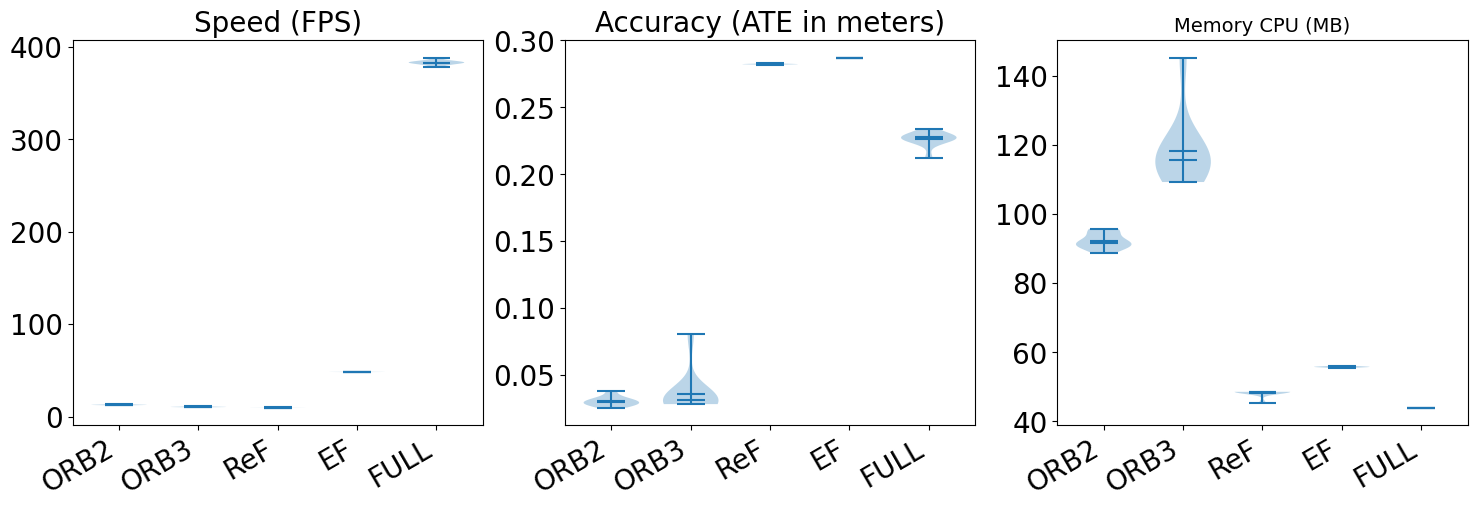 Speed (FPS)
400
300
200
100
0
ORB2
ORB3
ReF
EF
FULL
Accuracy (ATE in meters)
0.30
0.25
0.20
0.15
0.10
0.05
ORB2
ORB3
ReF
EF
FULL
Memory CPU (MB)
140
120
100
80
60
40
ORB2
ORB3
ReF
EF
FULL